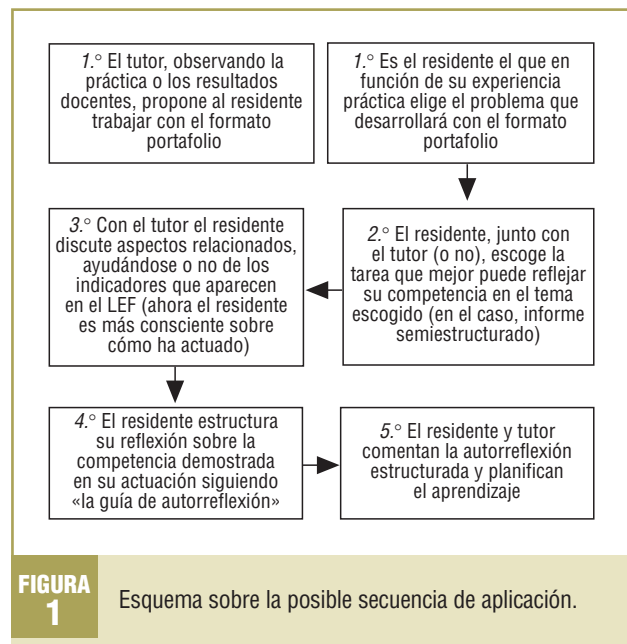 1.° El tutor, observando la
práctica o los resultados
docentes, propone al residente
trabajar con el formato
portafolio
1.° Es el residente el que en
función de su experiencia
práctica elige el problema que
desarrollará con el formato
portafolio
2.° El residente, junto con
el tutor (o no), escoge la
tarea que mejor puede reflejar
su competencia en el tema
escogido (en el caso, informe
semiestructurado)
3.° Con el tutor el residente
discute aspectos relacionados,
ayudándose o no de los
indicadores que aparecen
en el LEF (ahora el residente
es más consciente sobre
cómo ha actuado)
4.° El residente estructura
su reflexión sobre la
competencia demostrada
en su actuación siguiendo
«la guía de autorreflexión»
5.° El residente y tutor
comentan la autorreflexión
estructurada y planifican
el aprendizaje
FIGURA
1
Esquema sobre la posible secuencia de aplicación.